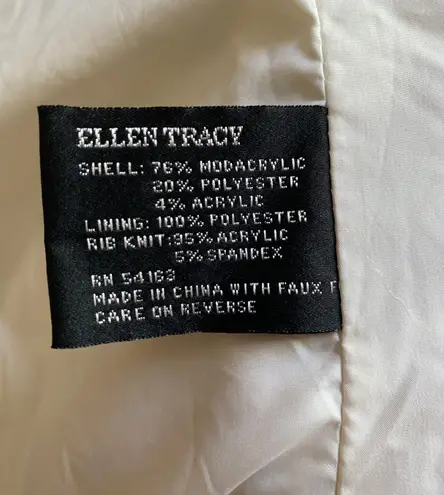 ELLEN TRACY
SHELL: 76% MODACRYLIC
20% POLYESTER
4% ACRYLIC
LINING: 100% POLYESTER
RIB KNIT: 95% ACRYLIC
5% SPANDEX
RN 54163
MADE IN CHINA WITH FAUX F
CARE ON REVERSE